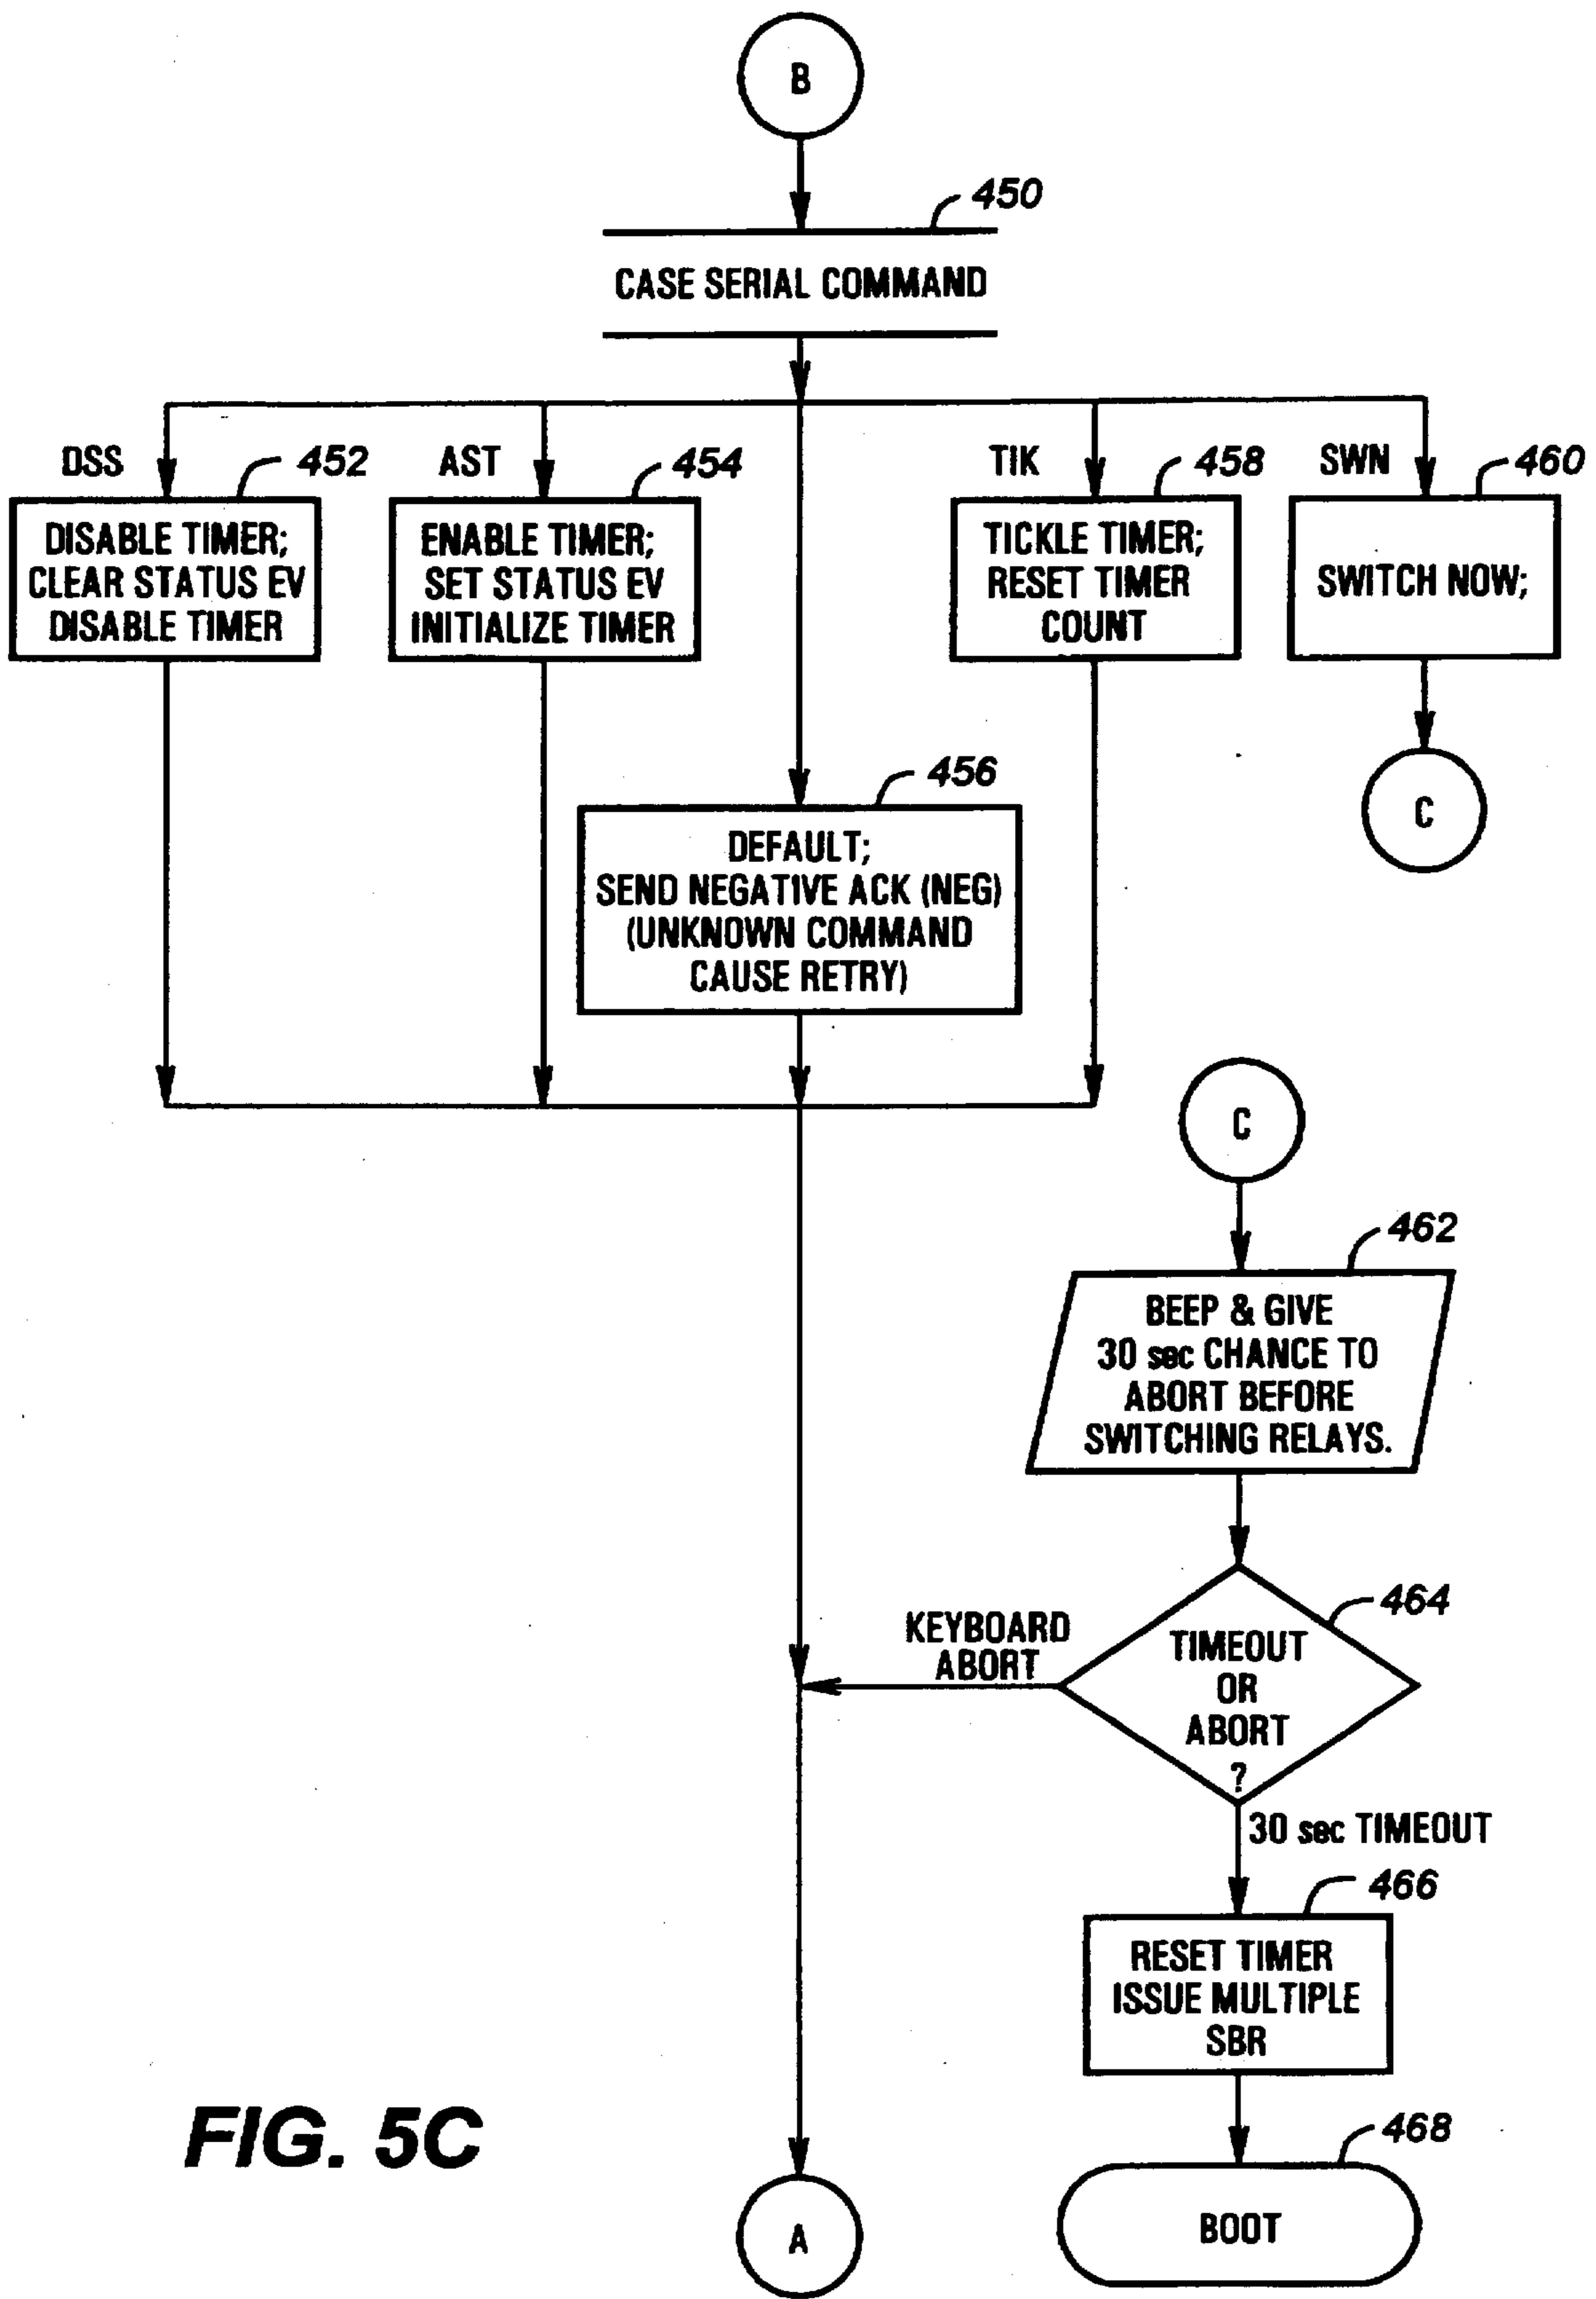 B
450
CASE SERIAL COMMAND
DSS
452
AST
454
TIK
458
SWN
460
DISABLE TIMER;
CLEAR STATUS EV
DISABLE TIMER
ENABLE TIMER;
SET STATUS EV
INITIALIZE TIMER
TICKLE TIMER;
RESET TIMER
COUNT
SWITCH NOW;
456
DEFAULT;
SEND NEGATIVE ACK (NEG)
(UNKNOWN COMMAND
CAUSE RETRY)
C
C
462
BEEP & GIVE
30 sec CHANCE TO
ABORT BEFORE
SWITCHING RELAYS.
464
KEYBOARD
ABORT
TIMEOUT
OR
ABORT
?
30 sec TIMEOUT
466
RESET TIMER
ISSUE MULTIPLE
SBR
468
BOOT
A
FIG. 5C